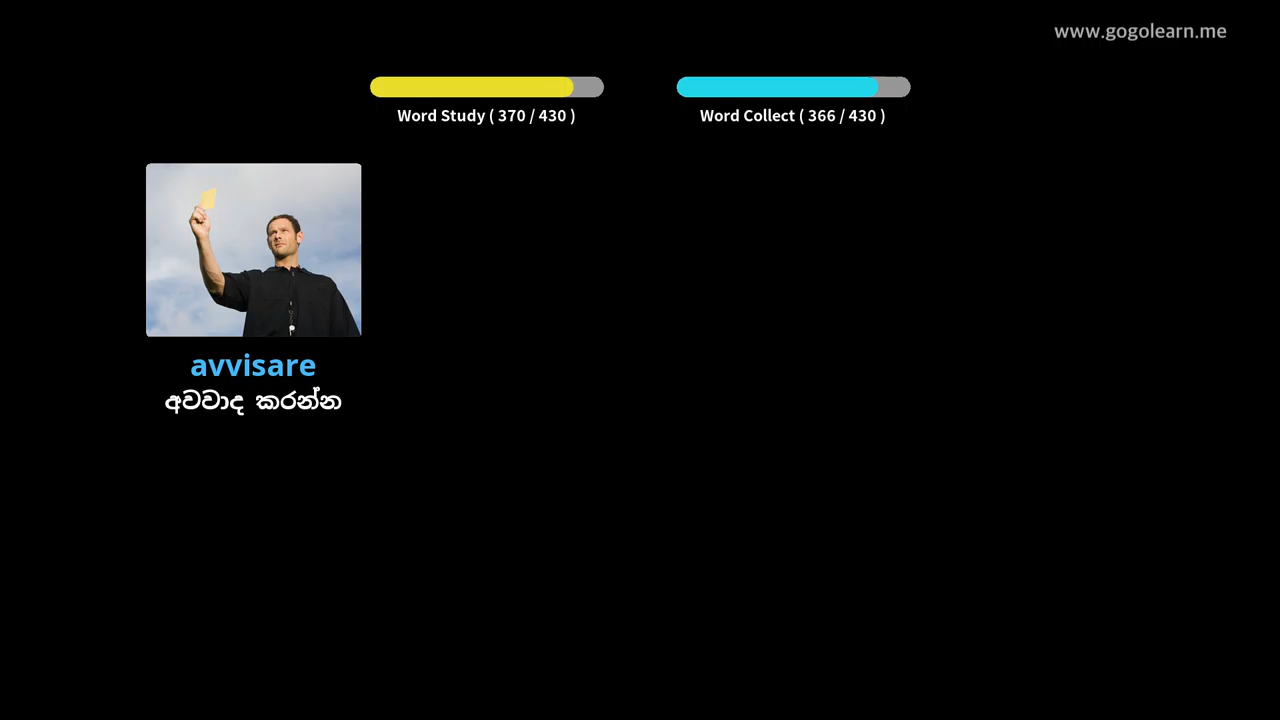 www.gogolearn.me
Word Study ( 370 / 430 )
Word Collect ( 366 / 430 )
avvisare
අවවාද කරන්න